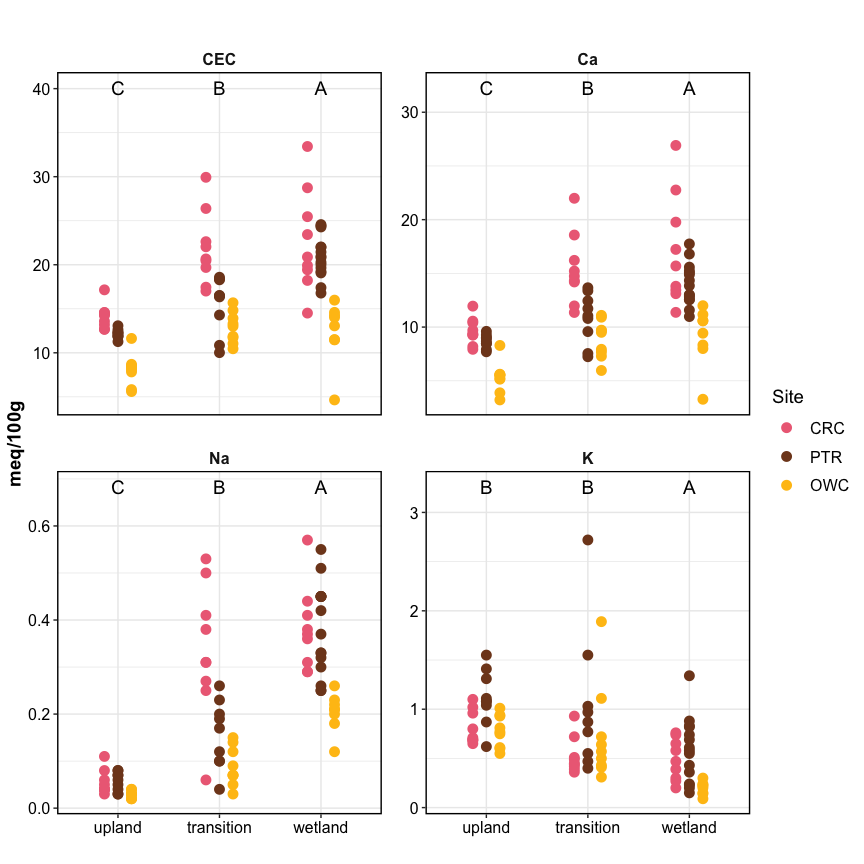 CEC
Ca
40
30
20
10
C
B
A
30
20
10
C
B
A
meq/100g
Na
K
0.6
0.4
0.2
0.0
C
B
A
3
2
1
0
B
B
A
upland transition wetland
upland transition wetland
Site
CRC
PTR
OWC